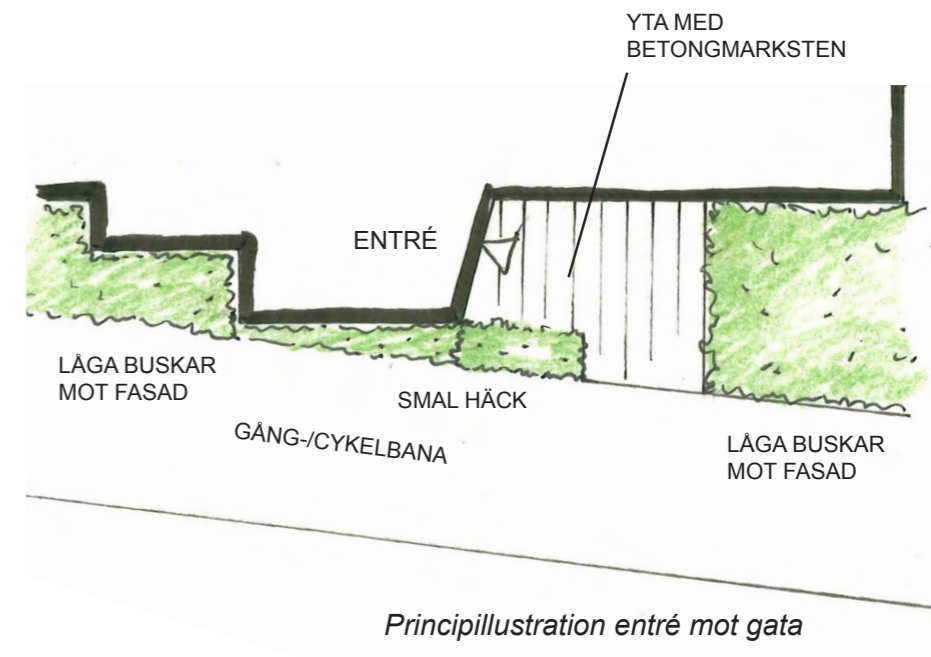 YTA MED
BETONGMARKSTEN
ENTRÉ
LÅGA BUSKAR
MOT FASAD
SMAL HÄCK
GÅNG-/CYKELBANA
LÅGA BUSKAR
MOT FASAD
Principillustration entré mot gata